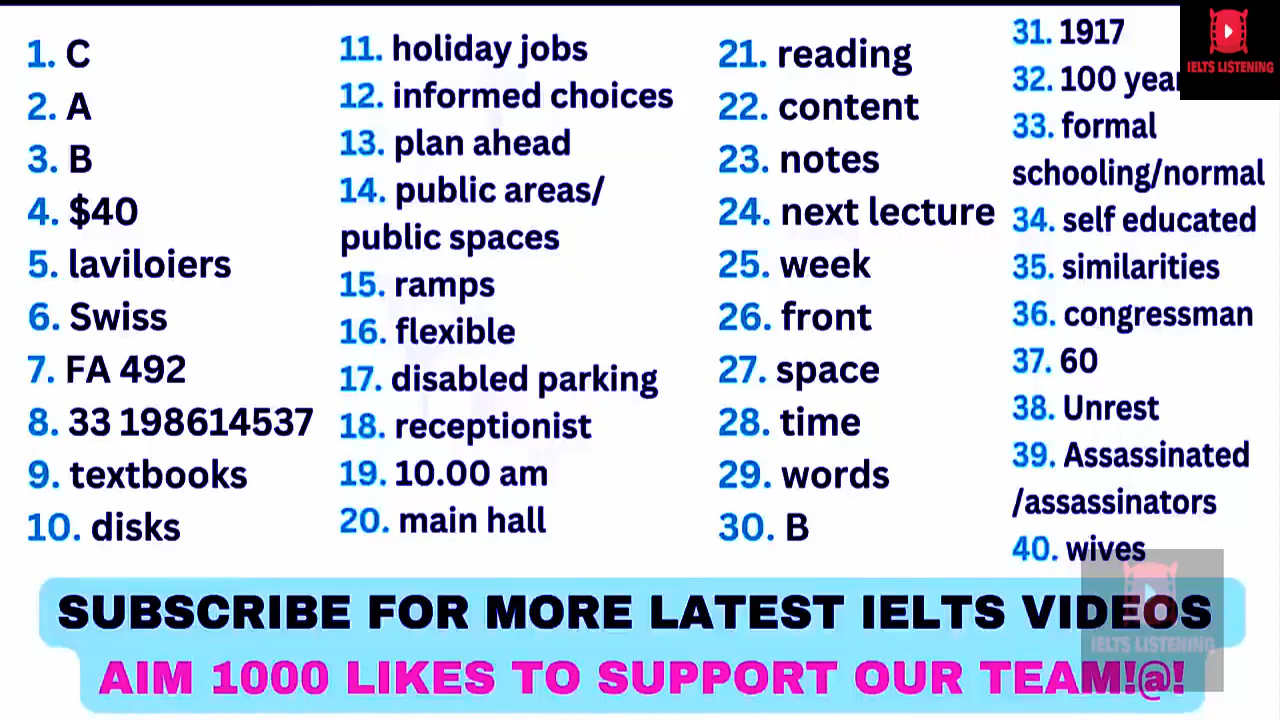 1. C
2. A
3. B
4. $40
5. laviloiers
6. Swiss
7. FA 492
8. 33 198614537
9. textbooks
10. disks
11. holiday jobs
12. informed choices
13. plan ahead
14. public areas/
public spaces
15. ramps
16. flexible
17. disabled parking
18. receptionist
19. 10.00 am
20. main hall
21. reading
22. content
23. notes
24. next lecture
25. week
26. front
27. space
28. time
29. words
30. B
31. 1917
32. 100
33. formal
schooling/normal
34. self educated
35. similarities
36. congressman
37. 60
38. Unrest
39. Assassinated
/assassinators
40. wives
IELTS LISTENING
SUBSCRIBE FOR MORE LATEST IELTS VIDEOS
AIM 1000 LIKES TO SUPPORT OUR TEAM!@!
IELTS LISTENING